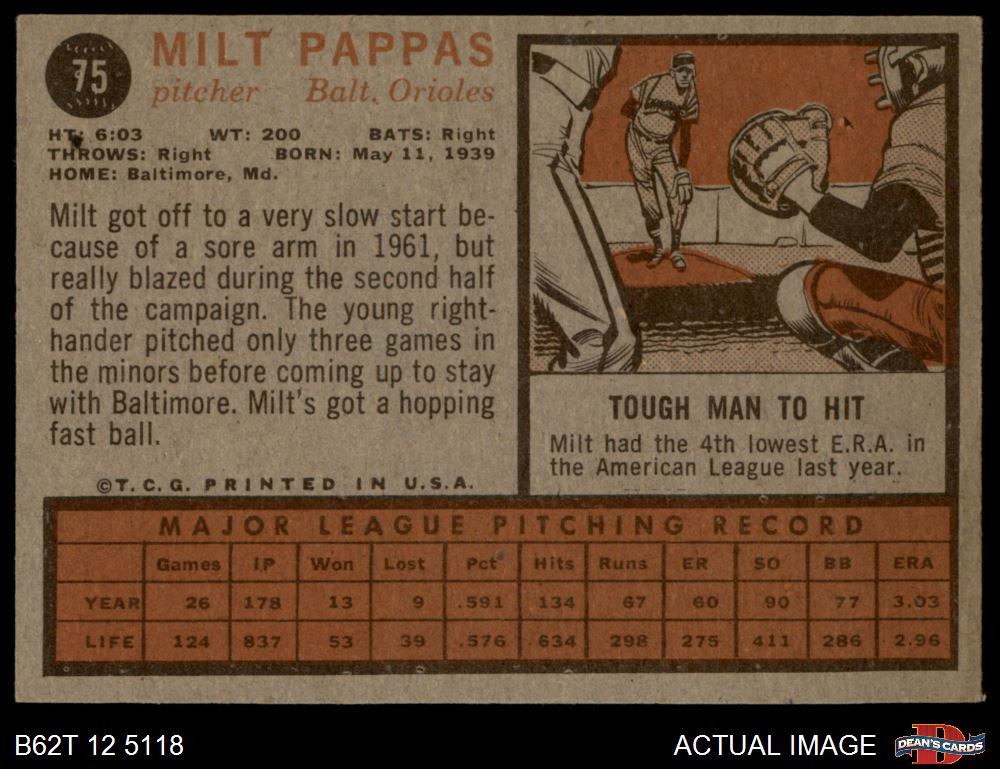 75
MILT PAPPAS
pitcher Balt. Orioles
HT: 6:03 WT: 200 BATS: Right
THROWS: Right BORN: May 11, 1939
HOME: Baltimore, Md.
Milt got off to a very slow start be-
cause of a sore arm in 1961, but
really blazed during the second half
of the campaign. The young right-
hander pitched only three games in
the minors before coming up to stay
with Baltimore. Milt's got a hopping
fast ball.
©T. C. G. PRINTED IN U.S.A.
TOUGH MAN TO HIT
Milt had the 4th lowest E.R.A. in
the American League last year.
MAJOR LEAGUE PITCHING RECORD
Games IP Won Lost Pct Hits Runs ER SO BB ERA
YEAR 26 178 13 9 .591 134 67 60 90 77 3.03
LIFE 124 837 53 39 .576 634 298 275 411 286 2.96
B62T 12 5118
ACTUAL IMAGE
D
DEAN'S CARDS